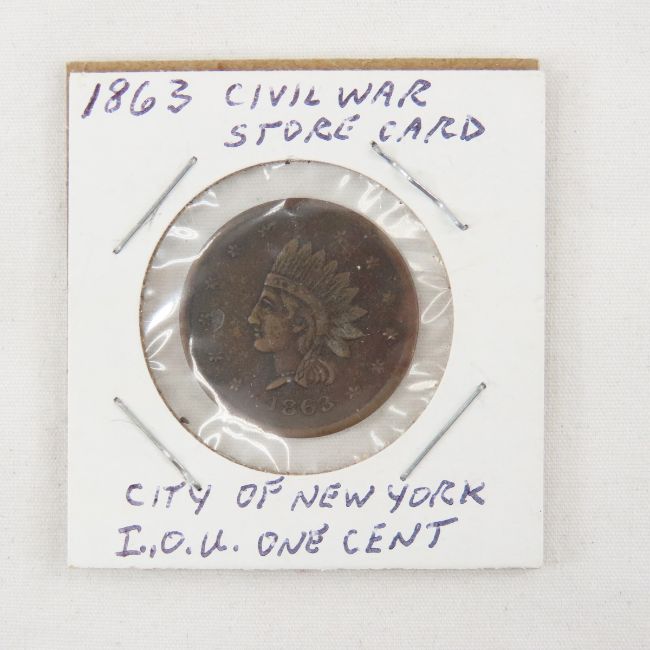 1863 CIVIL WAR
STORE CARD
1863
CITY OF NEW YORK
I.O.U. ONE CENT